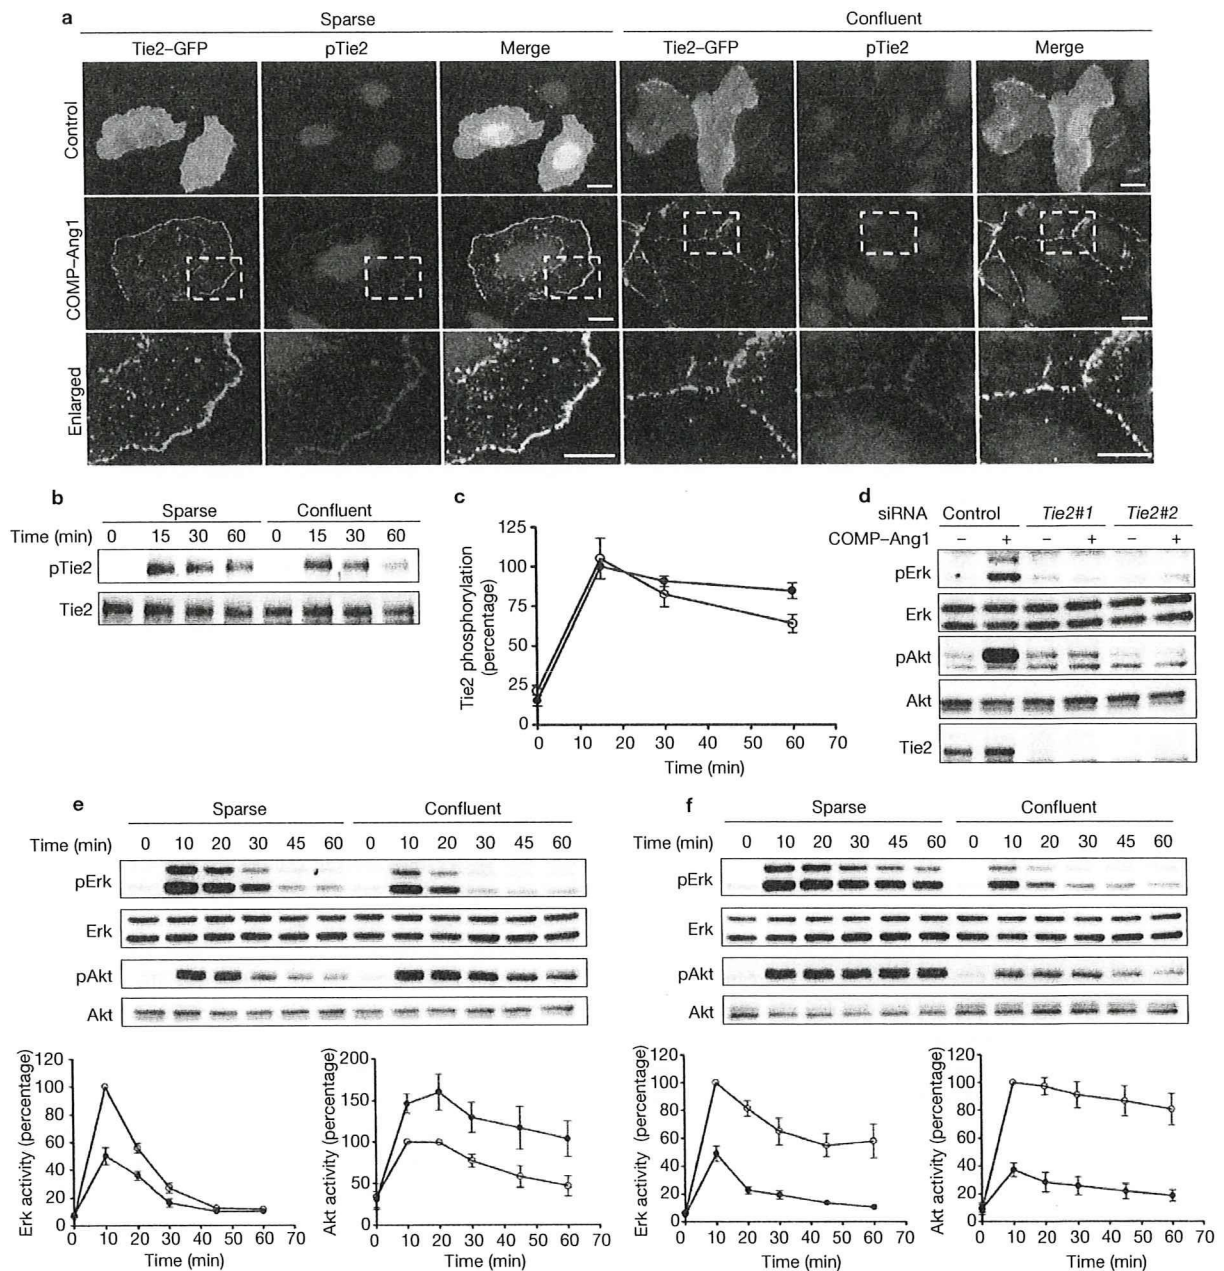 a
Sparse Confluent
Tie2–GFP pTie2 Merge Tie2–GFP pTie2 Merge
Control
COMP–Ang1
Enlarged
b
Sparse Confluent
Time (min) 0 15 30 60 0 15 30 60
pTie2
Tie2
c
Tie2 phosphorylation
(percentage)
125
100
75
50
25
0
0 10 20 30 40 50 60 70
Time (min)
d
siRNA Control Tie2#1 Tie2#2
COMP–Ang1 – + – + – +
pErk
Erk
pAkt
Akt
Tie2
e
Sparse Confluent
Time (min) 0 10 20 30 45 60 0 10 20 30 45 60
pErk
Erk
pAkt
Akt
Erk activity (percentage)
120
100
80
60
40
20
0
0 10 20 30 40 50 60 70
Time (min)
Akt activity (percentage)
200
150
100
50
0
0 10 20 30 40 50 60 70
Time (min)
f
Sparse Confluent
Time (min) 0 10 20 30 45 60 0 10 20 30 45 60
pErk
Erk
pAkt
Akt
Erk activity (percentage)
120
100
80
60
40
20
0
0 10 20 30 40 50 60 70
Time (min)
Akt activity (percentage)
120
100
80
60
40
20
0
0 10 20 30 40 50 60 70
Time (min)